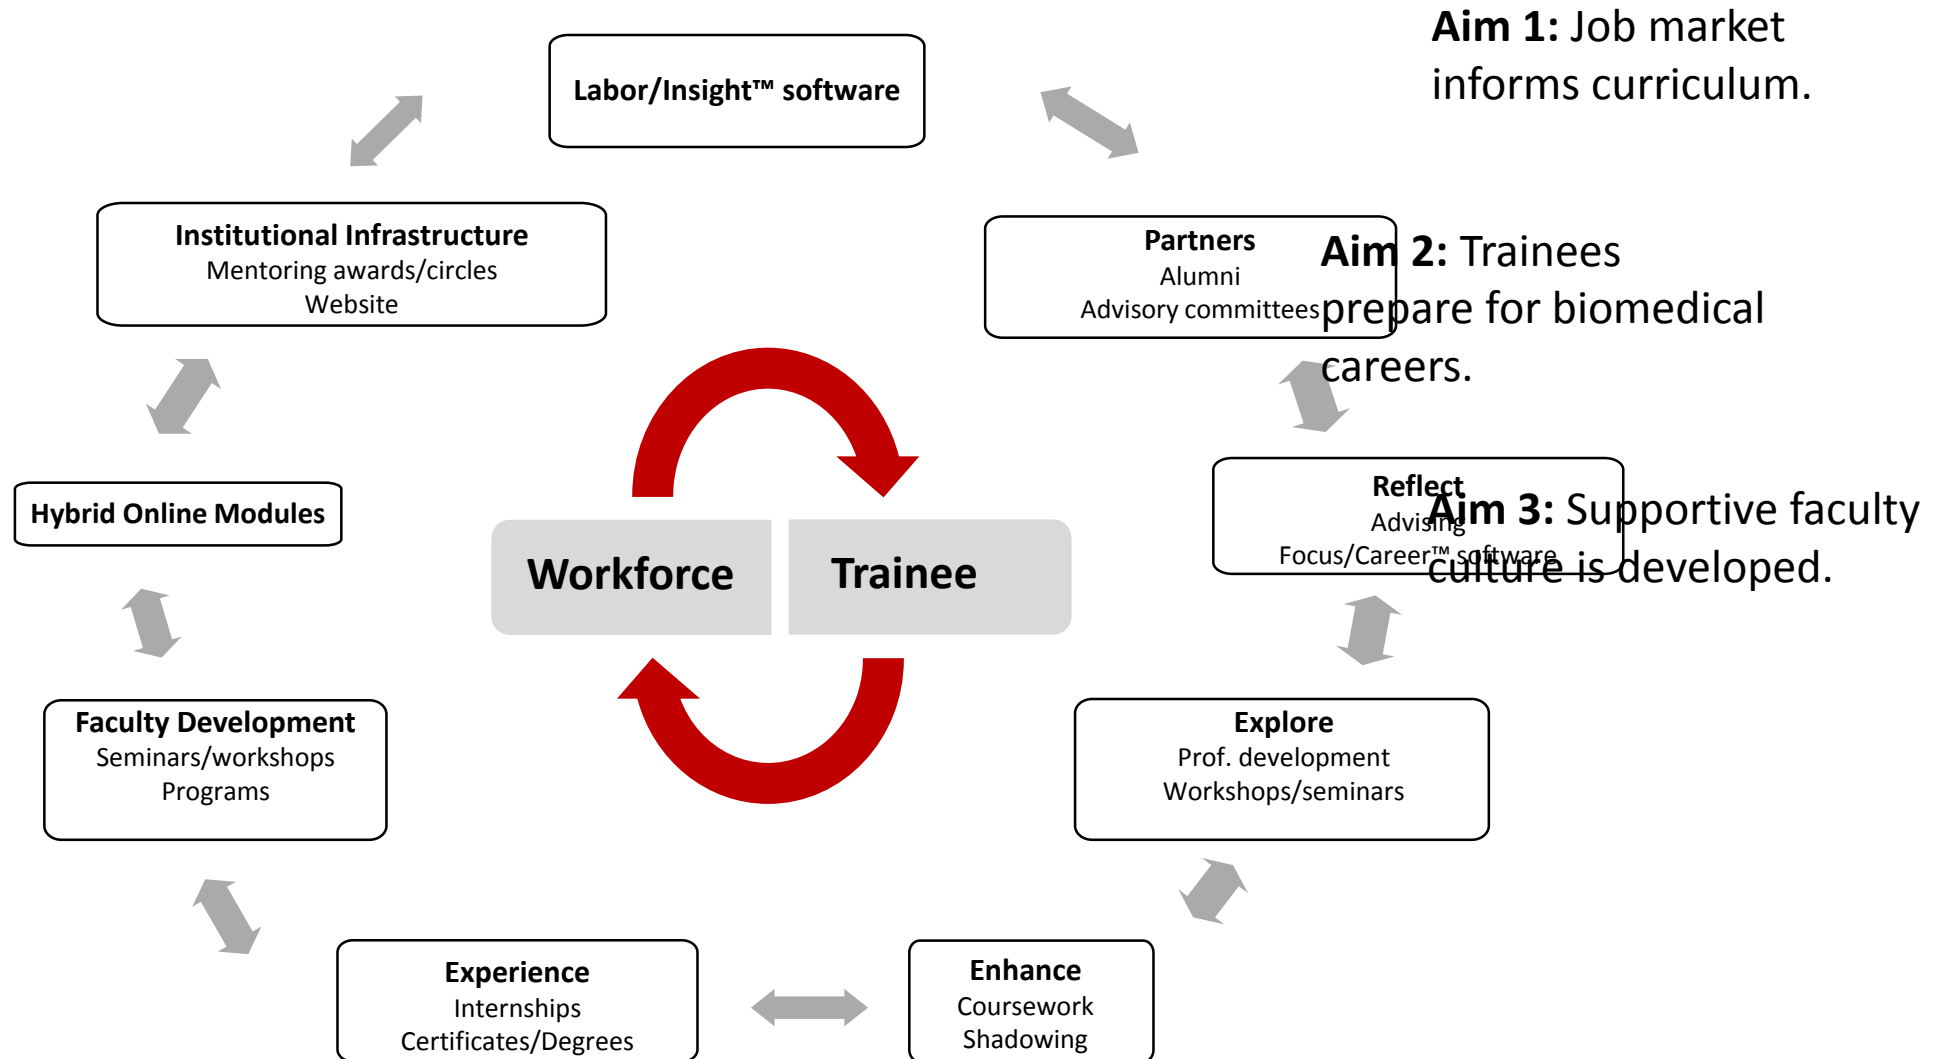 Aim 1: Job market
informs curriculum.
Labor/Insight™ software
Institutional Infrastructure
Mentoring awards/circles
Website
Partners
Alumni
Advisory committees
Aim 2: Trainees
prepare for biomedical
careers.
Hybrid Online Modules
Workforce
Trainee
Reflect
Advising
Focus/Career™ software
Aim 3: Supportive faculty
culture is developed.
Faculty Development
Seminars/workshops
Programs
Explore
Prof. development
Workshops/seminars
Experience
Internships
Certificates/Degrees
Enhance
Coursework
Shadowing